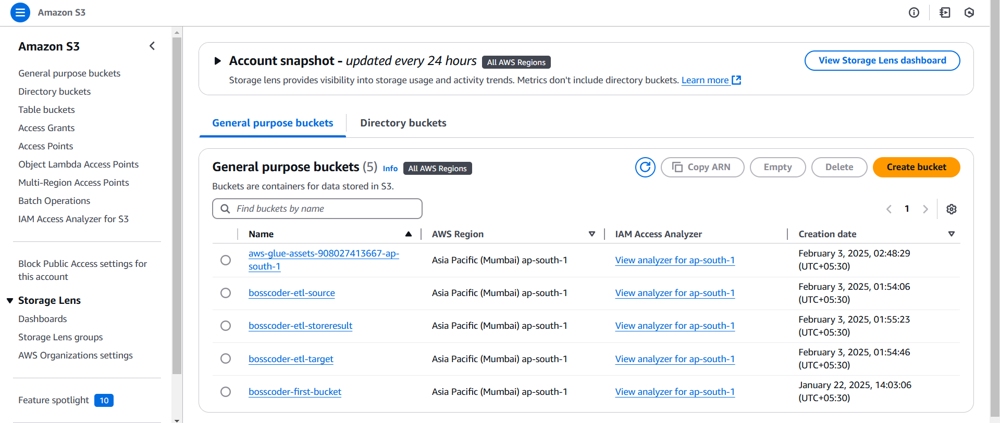 Amazon S3
Amazon S3
General purpose buckets
Directory buckets
Table buckets
Access Grants
Access Points
Object Lambda Access Points
Multi-Region Access Points
Batch Operations
IAM Access Analyzer for S3
Block Public Access settings for
this account
Storage Lens
Dashboards
Storage Lens groups
AWS Organizations settings
Feature spotlight 10
Account snapshot - updated every 24 hours All AWS Regions
View Storage Lens dashboard
Storage lens provides visibility into storage usage and activity trends. Metrics don't include directory buckets. Learn more
General purpose buckets Directory buckets
General purpose buckets (5) Info All AWS Regions
Copy ARN Empty Delete Create bucket
Buckets are containers for data stored in S3.
Find buckets by name
1
Name AWS Region IAM Access Analyzer Creation date
aws-glue-assets-908027413667-ap-
south-1
Asia Pacific (Mumbai) ap-south-1
View analyzer for ap-south-1
February 3, 2025, 02:48:29
(UTC+05:30)
bosscoder-etl-source
Asia Pacific (Mumbai) ap-south-1
View analyzer for ap-south-1
February 3, 2025, 01:54:06
(UTC+05:30)
bosscoder-etl-storeresult
Asia Pacific (Mumbai) ap-south-1
View analyzer for ap-south-1
February 3, 2025, 01:55:23
(UTC+05:30)
bosscoder-etl-target
Asia Pacific (Mumbai) ap-south-1
View analyzer for ap-south-1
February 3, 2025, 01:54:46
(UTC+05:30)
bosscoder-first-bucket
Asia Pacific (Mumbai) ap-south-1
View analyzer for ap-south-1
January 22, 2025, 14:03:06
(UTC+05:30)